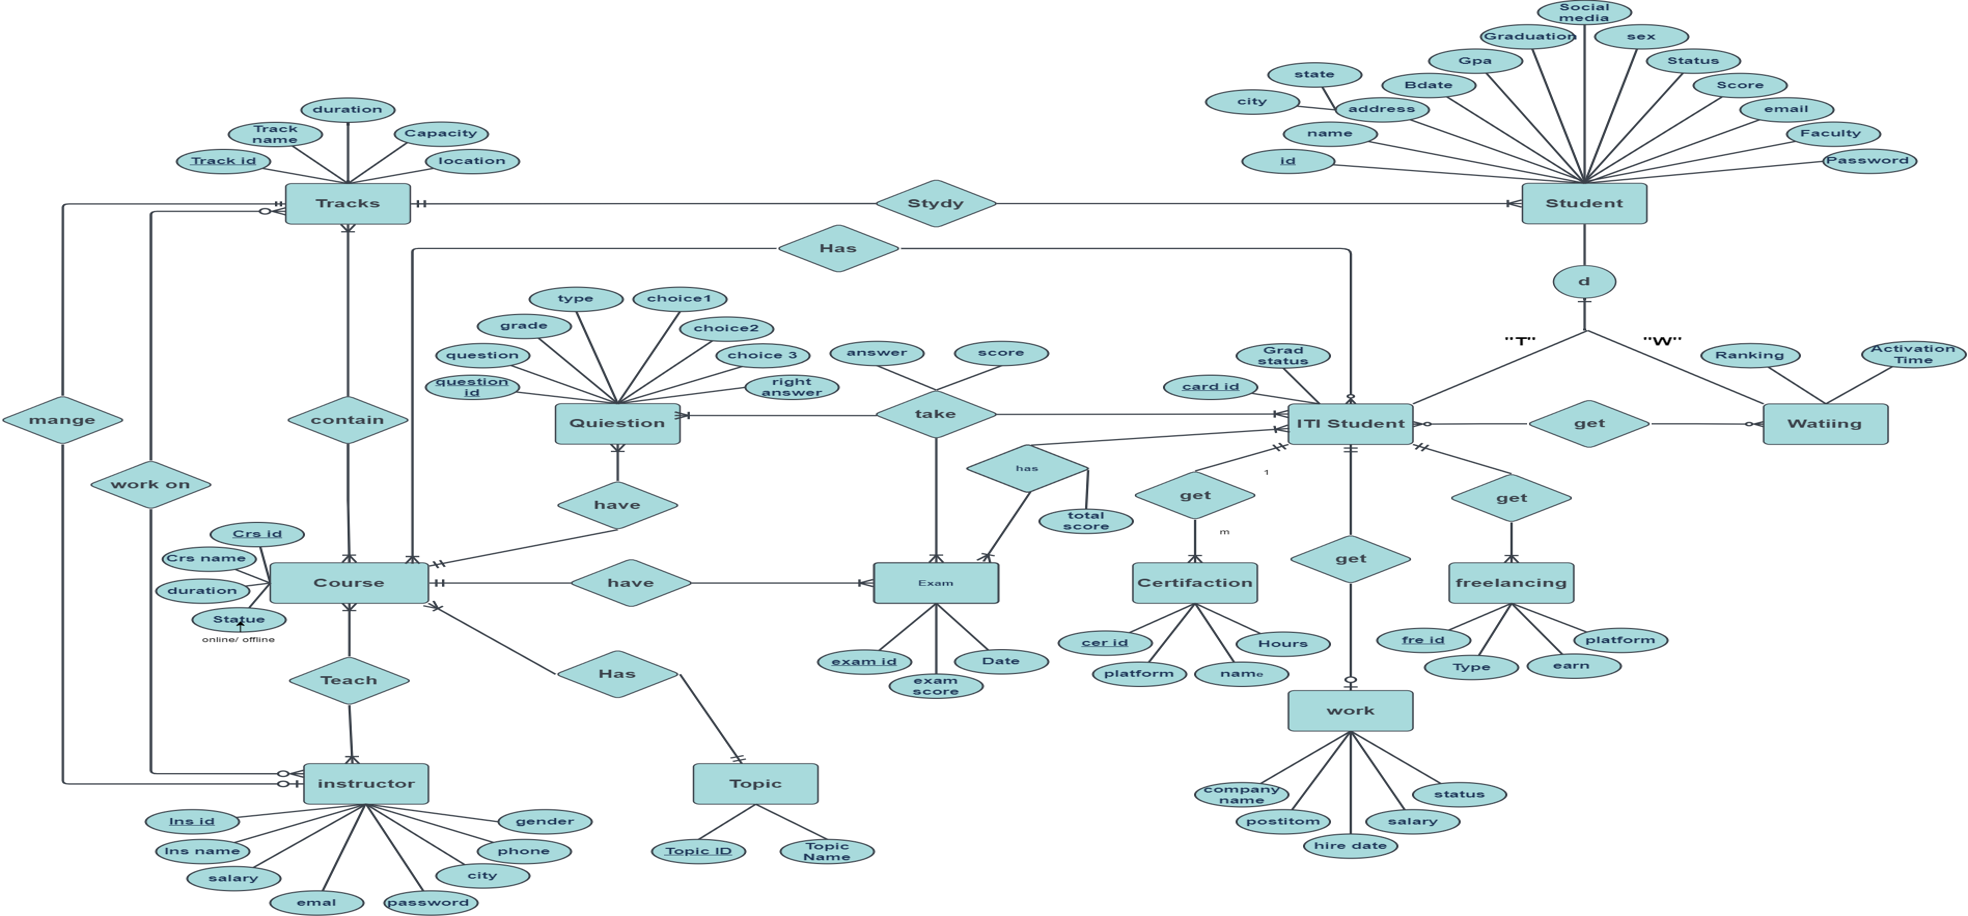 Social
media
Graduation
sex
Gpa
Status
state
Bdate
Score
city
address
email
duration
Track
name
Capacity
name
Faculty
Track id
location
id
Password
Tracks
Stydy
Student
Has
d
type
choice1
grade
choice2
"T"
"W"
question
choice 3
answer
score
Grad
status
Ranking
Activation
Time
question
id
right
answer
card id
mange
contain
Quiestion
take
ITI Student
get
Watiing
has
1
work on
have
get
get
total
score
m
Crs id
Crs name
get
duration
Course
have
Exam
Certifaction
freelancing
Statue
online/ offline
cer id
Hours
fre id
platform
exam id
Date
Type
earn
Teach
Has
exam
score
platform
name
work
instructor
Topic
company
name
status
Ins id
gender
postitom
salary
Ins name
phone
Topic ID
Topic
Name
hire date
salary
city
emal
password